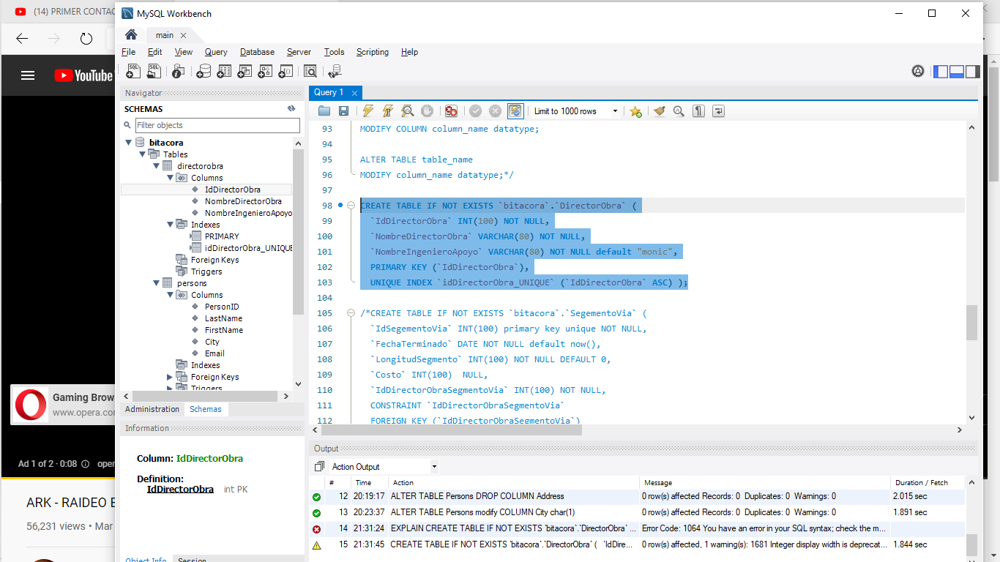 (14) PRIMER CONTAC
MySQL Workbench
main
File Edit View Query Database Server Tools Scripting Help
YouTube
Navigator
SCHEMAS
Filter objects
bitacora
Tables
directorobra
Columns
IdDirectorObra
NombreDirectorObra
NombreIngenieroApoyo
Indexes
PRIMARY
idDirectorObra_UNIQUE
Foreign Keys
Triggers
persons
Columns
PersonID
LastName
FirstName
City
Email
Indexes
Foreign Keys
Triggers
Administration Schemas
Information
Column: IdDirectorObra
Definition:
IdDirectorObra int PK
Object Info Session
Gaming Brow
www.opera.co
Ad 1 of 2 · 0:08 oper
ARK - RAIDEO E
56,231 views • Mar
Query 1
Limit to 1000 rows
93 MODIFY COLUMN column_name datatype;
94
95 ALTER TABLE table_name
96 MODIFY column_name datatype;*/
97
98 CREATE TABLE IF NOT EXISTS `bitacora`.`DirectorObra` (
99 `IdDirectorObra` INT(100) NOT NULL,
100 `NombreDirectorObra` VARCHAR(80) NOT NULL,
101 `NombreIngenieroApoyo` VARCHAR(80) NOT NULL default "monic",
102 PRIMARY KEY (`IdDirectorObra`),
103 UNIQUE INDEX `idDirectorObra_UNIQUE` (`IdDirectorObra` ASC) );
104
105 /*CREATE TABLE IF NOT EXISTS `bitacora`.`SegementoVia` (
106 `IdSegementoVia` INT(100) primary key unique NOT NULL,
107 `FechaTerminado` DATE NOT NULL default now(),
108 `LongitudSegmento` INT(100) NOT NULL DEFAULT 0,
109 `Costo` INT(100) NULL,
110 `IdDirectorObraSegmentoVia` INT(100) NOT NULL,
111 CONSTRAINT `IdDirectorObraSegmentoVia`
112 FOREIGN KEY (`IdDirectorObraSegmentoVia`)
Output
Action Output
# Time Action Message Duration / Fetch
12 20:19:17 ALTER TABLE Persons DROP COLUMN Address 0 row(s) affected Records: 0 Duplicates: 0 Warnings: 0 2.015 sec
13 20:23:37 ALTER TABLE Persons modify COLUMN City char(1) 0 row(s) affected Records: 0 Duplicates: 0 Warnings: 0 1.891 sec
14 21:31:24 EXPLAIN CREATE TABLE IF NOT EXISTS `bitacora`.`DirectorObra` ... Error Code: 1064 You have an error in your SQL syntax; check the m...
15 21:31:45 CREATE TABLE IF NOT EXISTS `bitacora`.`DirectorObra` ( `IdDire... 0 row(s) affected, 1 warning(s): 1681 Integer display width is deprecat... 1.844 sec